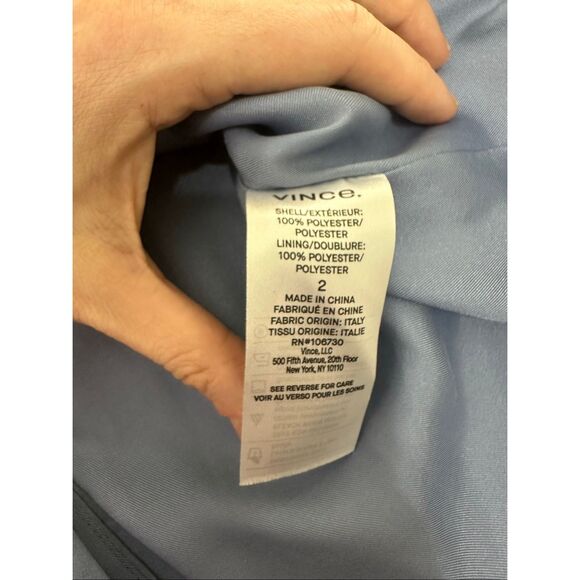 VINCE.
SHELL/EXTÉRIEUR:
100% POLYESTER/
POLYESTER
LINING/DOUBLURE:
100% POLYESTER/
POLYESTER
2
MADE IN CHINA
FABRIQUÉ EN CHINE
FABRIC ORIGIN: ITALY
TISSU ORIGINE: ITALIE
RN#106730
Vince, LLC
500 Fifth Avenue, 20th Floor
New York, NY 10110
SEE REVERSE FOR CARE
VOIR AU VERSO POUR LES SOINS